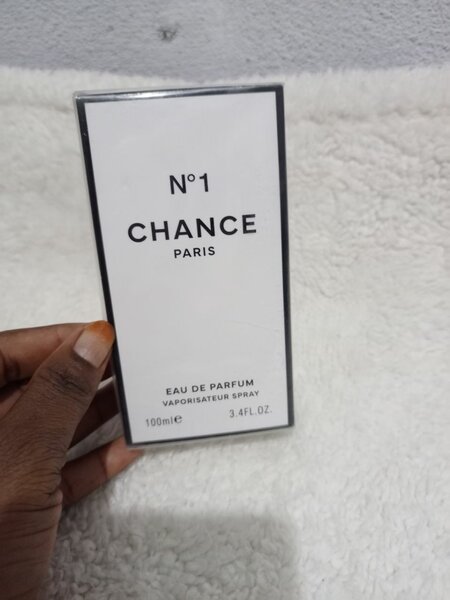 N°1
CHANCE
PARIS
EAU DE PARFUM
VAPORISATEUR SPRAY
100ml℮ 3.4FL.OZ.